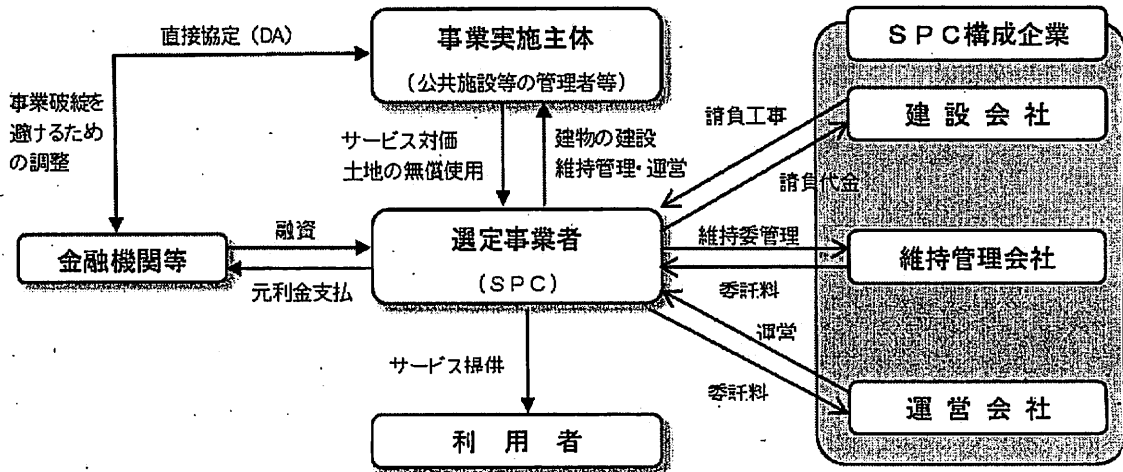 直接協定（DA）
事業実施主体
（公共施設等の管理者等）
ＳＰＣ構成企業
事業破綻を
避けるため
の調整
サービス対価
土地の無償使用
建物の建設
維持管理・運営
請負工事
建設会社
請負代金
金融機関等
融資
元利金支払
選定事業者
（ＳＰＣ）
維持委管理
委託料
維持管理会社
運営
委託料
運営会社
サービス提供
利用者